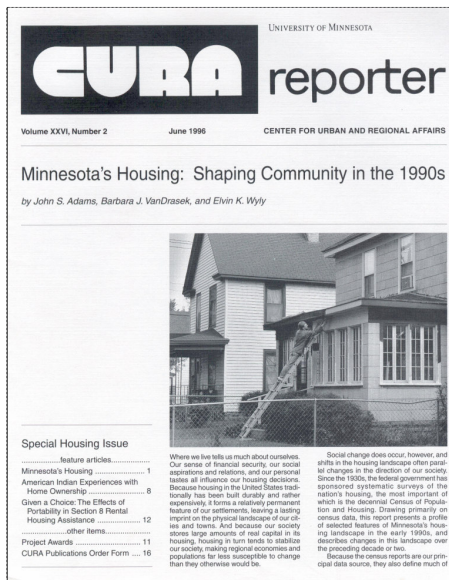 UNIVERSITY OF MINNESOTA
CURA reporter
Volume XXVI, Number 2 June 1996 CENTER FOR URBAN AND REGIONAL AFFAIRS
Minnesota's Housing: Shaping Community in the 1990s
by John S. Adams, Barbara J. VanDrasek, and Elvin K. Wyly
Special Housing Issue
..................feature articles................
Minnesota's Housing .................. 1
American Indian Experiences with
Home Ownership ..................... 8
Given a Choice: The Effects of
Portability in Section 8 Rental
Housing Assistance ............. 12
..................other items.....................
Project Awards ........................ 11
CURA Publications Order Form .... 16
Where we live tells us much about ourselves.
Our sense of financial security, our social
aspirations and relations, and our personal
tastes all influence our housing decisions.
Because housing in the United States tradi-
tionally has been built durably and rather
expensively, it forms a relatively permanent
feature of our settlements, leaving a lasting
imprint on the physical landscape of our cit-
ies and towns. And because our society
stores large amounts of real capital in its
housing, housing in turn tends to stabilize
our society, making regional economies and
populations far less susceptible to change
than they otherwise would be.
Social change does occur, however, and
shifts in the housing landscape often paral-
lel changes in the direction of our society.
Since the 1930s, the federal government has
sponsored systematic surveys of the
nation's housing, the most important of
which is the decennial Census of Popula-
tion and Housing. Drawing primarily on
census data, this report presents a profile
of selected features of Minnesota's hous-
ing landscape in the early 1990s, and
describes changes in this landscape over
the preceding decade or two.
Because the census reports are our prin-
cipal data source, they also define much of